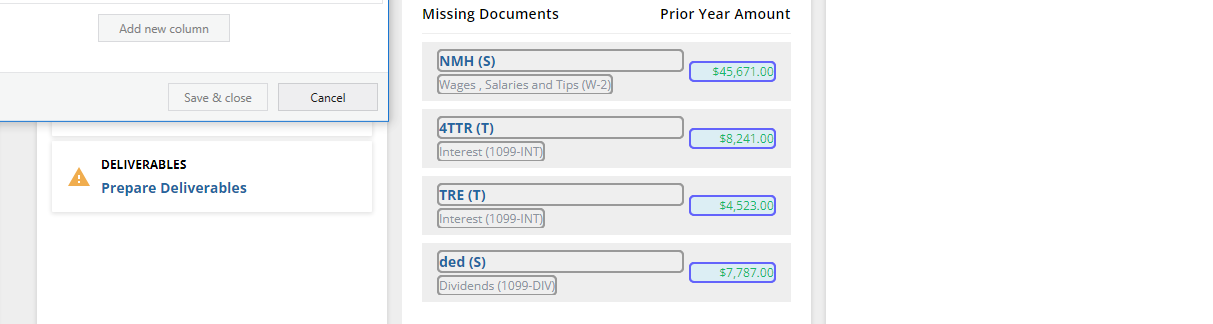 Add new column
Save & close
Cancel
DELIVERABLES
Prepare Deliverables
Missing Documents
Prior Year Amount
NMH (S)
$45,671.00
Wages , Salaries and Tips (W-2)
4TTR (T)
$8,241.00
Interest (1099-INT)
TRE (T)
$4,523.00
Interest (1099-INT)
ded (S)
$7,787.00
Dividends (1099-DIV)